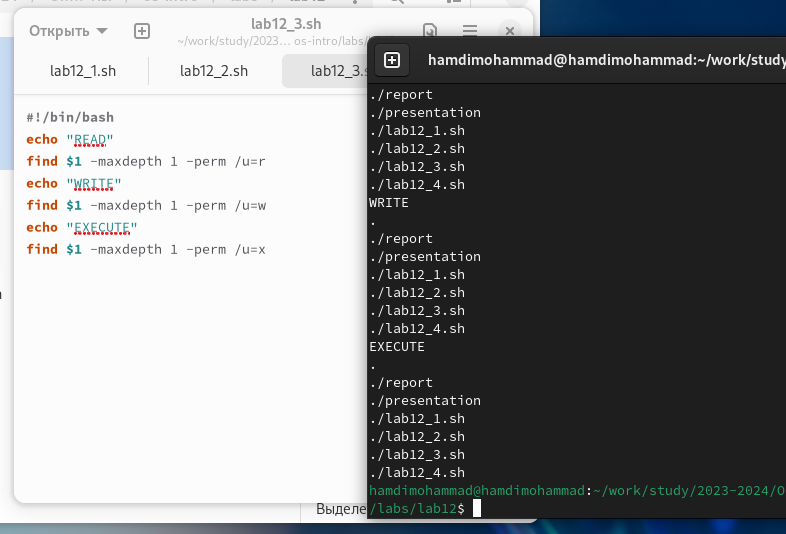 Открыть
lab12_3.sh
~/work/study/2023… os-intro/labs/
lab12_1.sh
lab12_2.sh
lab12_3.s
#!/bin/bash
echo "READ"
find $1 -maxdepth 1 -perm /u=r
echo "WRITE"
find $1 -maxdepth 1 -perm /u=w
echo "EXECUTE"
find $1 -maxdepth 1 -perm /u=x
hamdimohammad@hamdimohammad:~/work/study
./report
./presentation
./lab12_1.sh
./lab12_2.sh
./lab12_3.sh
./lab12_4.sh
WRITE
.
./report
./presentation
./lab12_1.sh
./lab12_2.sh
./lab12_3.sh
./lab12_4.sh
EXECUTE
.
./report
./presentation
./lab12_1.sh
./lab12_2.sh
./lab12_3.sh
./lab12_4.sh
hamdimohammad@hamdimohammad:~/work/study/2023-2024/О
/labs/lab12$
Выделе